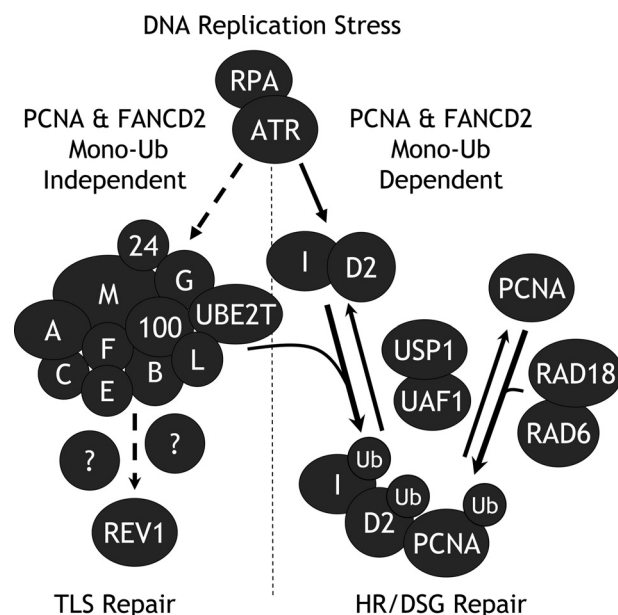 DNA Replication Stress
RPA
ATR
PCNA & FANCD2
Mono-Ub
Independent
PCNA & FANCD2
Mono-Ub
Dependent
24
M
G
A
100
UBE2T
F
C
E
B
L
I
D2
PCNA
USP1
UAF1
RAD18
RAD6
?
?
REV1
Ub
I
Ub
D2
Ub
PCNA
TLS Repair
HR/DSG Repair